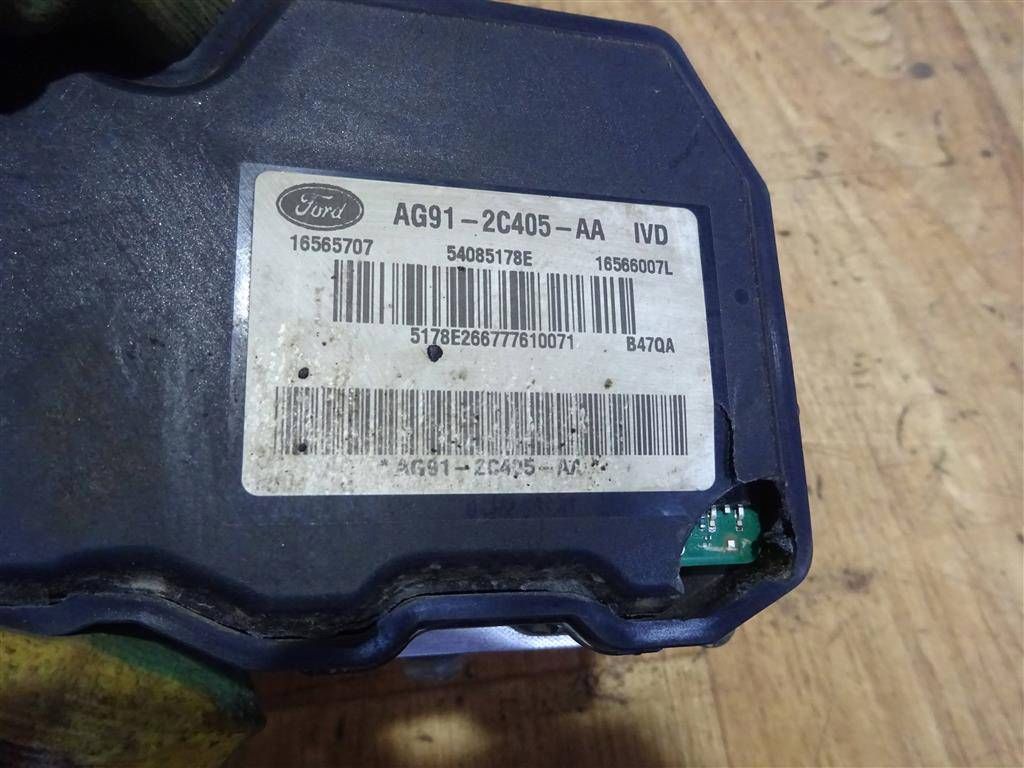 Ford AG91-2C405-AA IVD
16565707 54085178E 16566007L
5178E266777610071 B47QA
*AG91-2C405-AA*